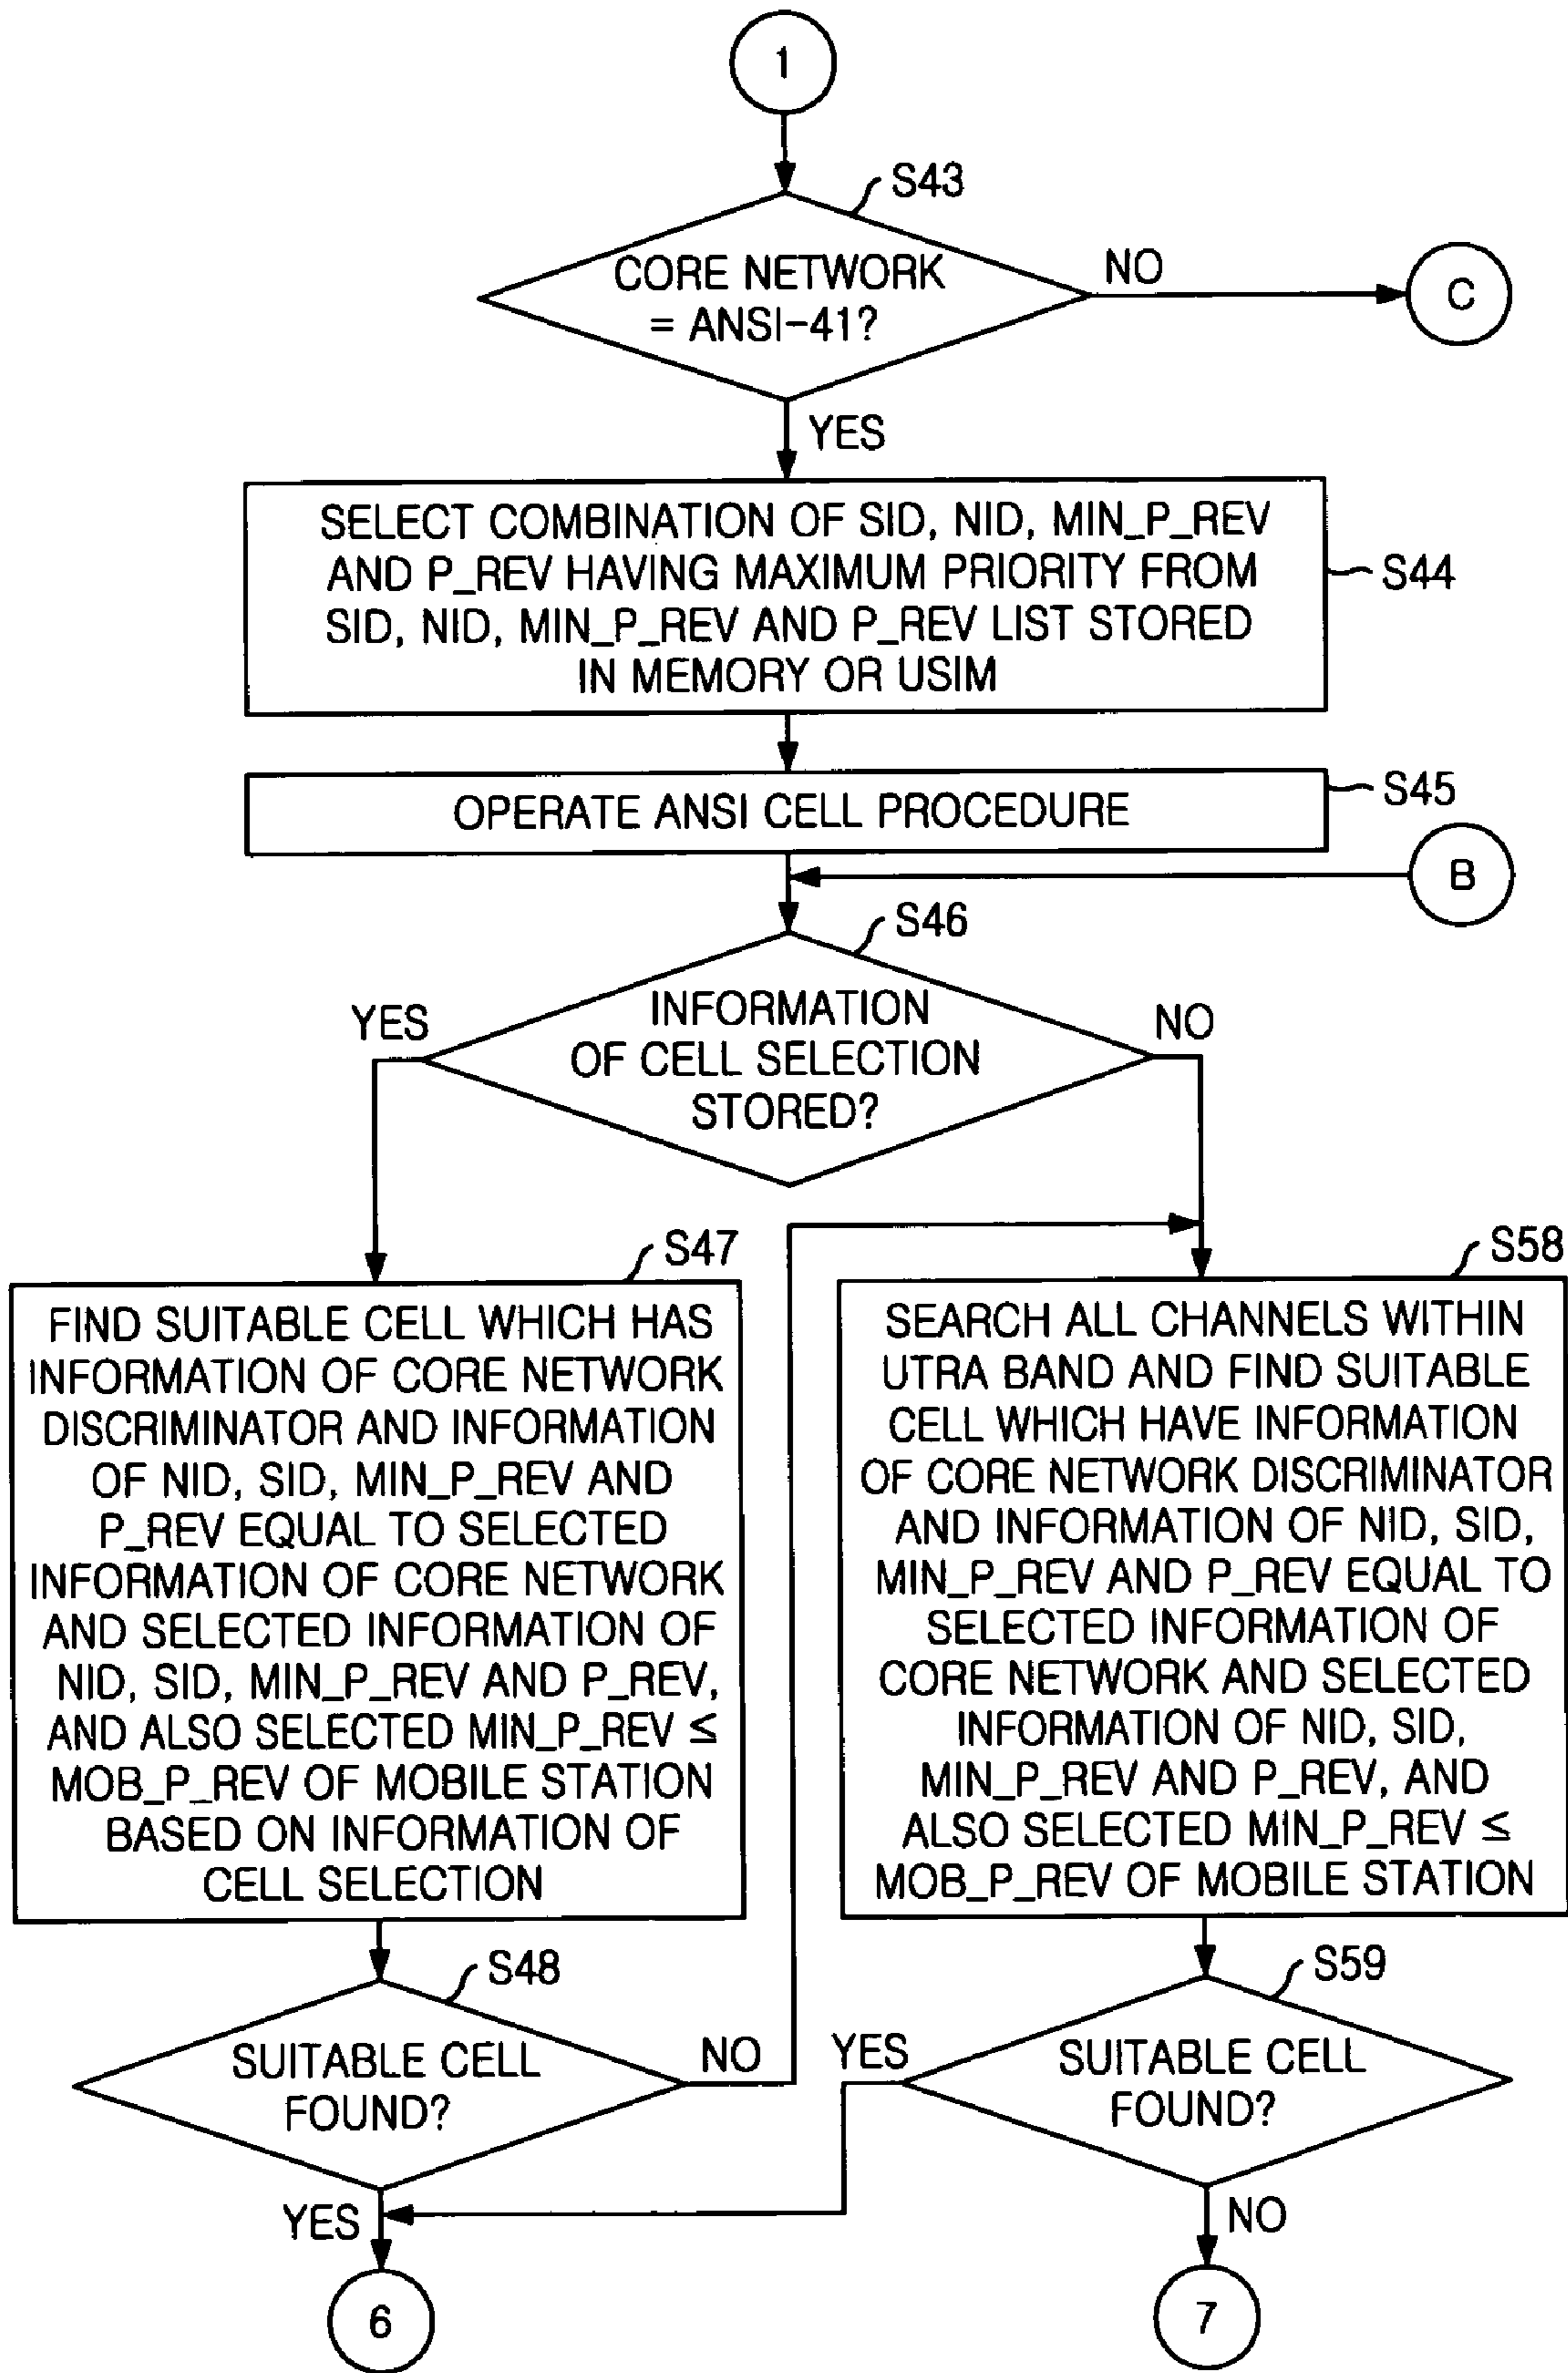 1
S43
CORE NETWORK
= ANSI-41?
NO
C
YES
SELECT COMBINATION OF SID, NID, MIN_P_REV
AND P_REV HAVING MAXIMUM PRIORITY FROM
SID, NID, MIN_P_REV AND P_REV LIST STORED
IN MEMORY OR USIM
S44
OPERATE ANSI CELL PROCEDURE
S45
B
S46
INFORMATION
OF CELL SELECTION
STORED?
YES
NO
S47
FIND SUITABLE CELL WHICH HAS
INFORMATION OF CORE NETWORK
DISCRIMINATOR AND INFORMATION
OF NID, SID, MIN_P_REV AND
P_REV EQUAL TO SELECTED
INFORMATION OF CORE NETWORK
AND SELECTED INFORMATION OF
NID, SID, MIN_P_REV AND P_REV,
AND ALSO SELECTED MIN_P_REV ≤
MOB_P_REV OF MOBILE STATION
BASED ON INFORMATION OF
CELL SELECTION
S58
SEARCH ALL CHANNELS WITHIN
UTRA BAND AND FIND SUITABLE
CELL WHICH HAVE INFORMATION
OF CORE NETWORK DISCRIMINATOR
AND INFORMATION OF NID, SID,
MIN_P_REV AND P_REV EQUAL TO
SELECTED INFORMATION OF
CORE NETWORK AND SELECTED
INFORMATION OF NID, SID,
MIN_P_REV AND P_REV, AND
ALSO SELECTED MIN_P_REV ≤
MOB_P_REV OF MOBILE STATION
S48
SUITABLE CELL
FOUND?
NO
YES
S59
SUITABLE CELL
FOUND?
YES
NO
6
7